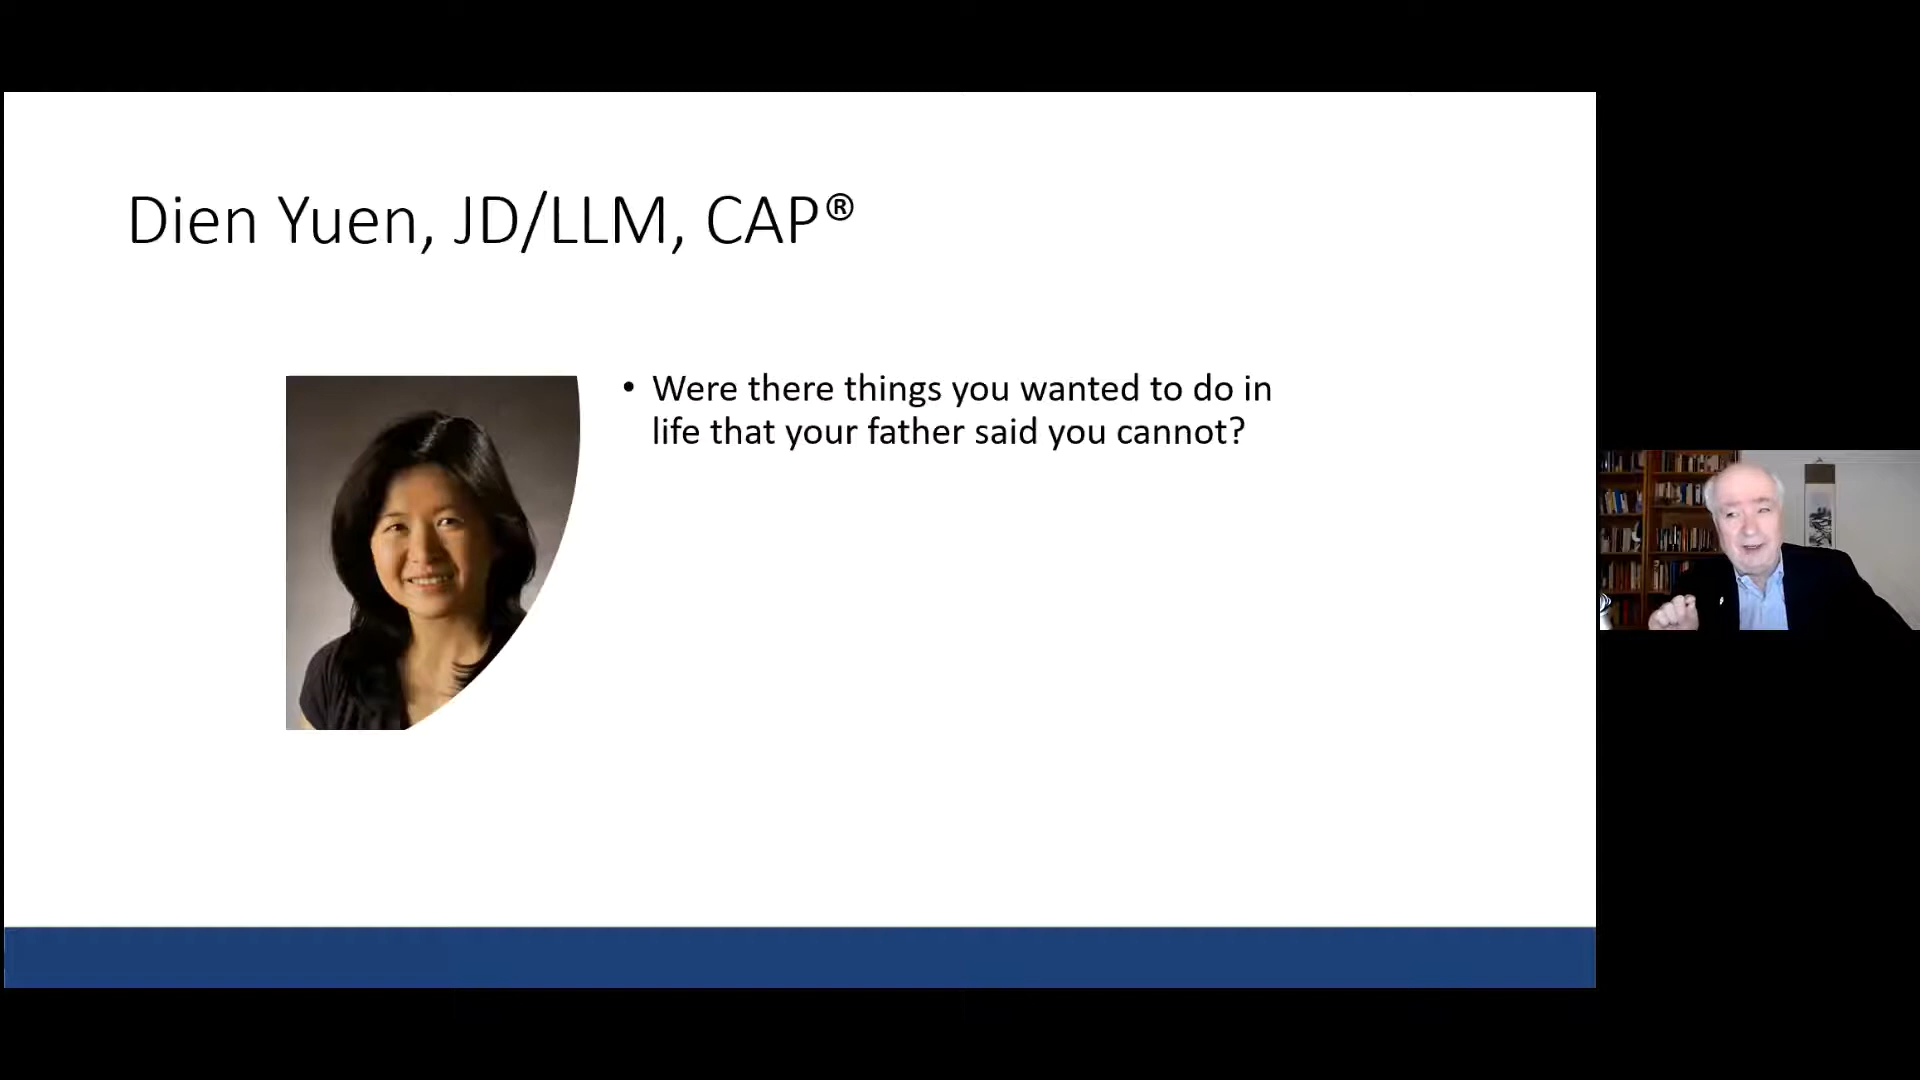 Dien Yuen, JD/LLM, CAP®
• Were there things you wanted to do in
life that your father said you cannot?